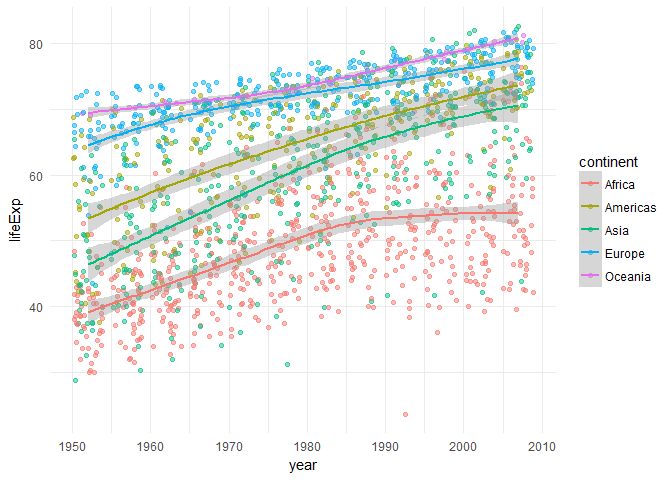 80
60
40
lifeExp
1950 1960 1970 1980 1990 2000 2010
year
continent
Africa
Americas
Asia
Europe
Oceania